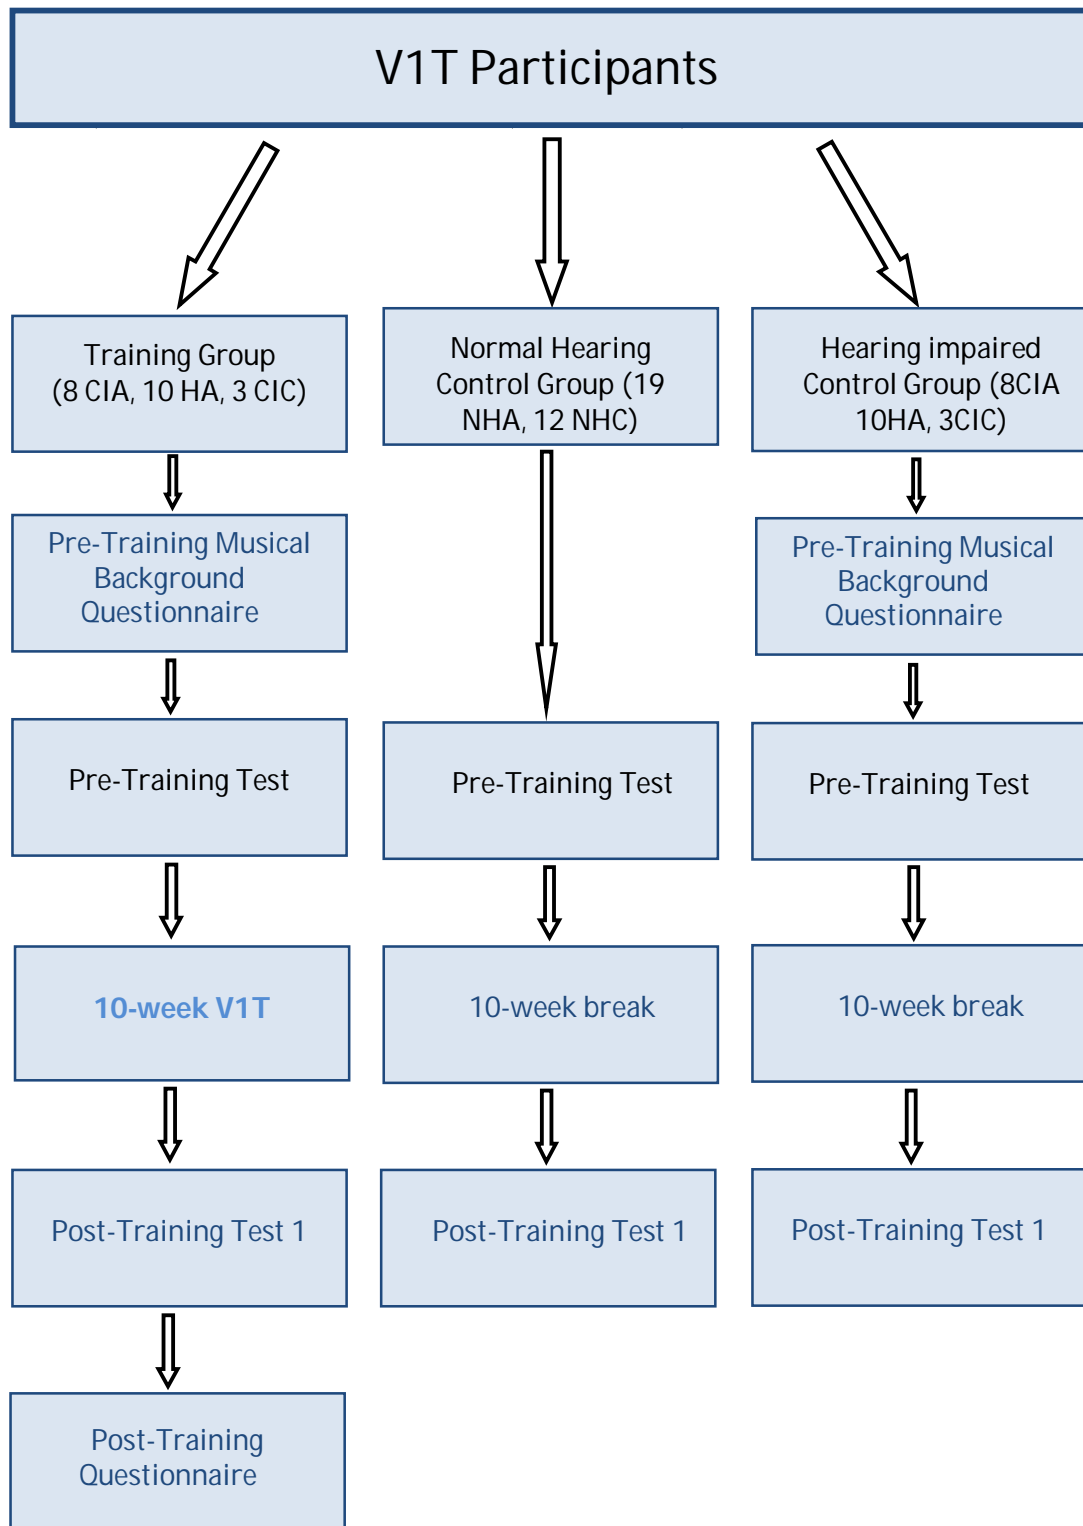 V1T Participants
Training Group
(8 CIA, 10 HA, 3 CIC)
Normal Hearing
Control Group (19
NHA, 12 NHC)
Hearing impaired
Control Group (8CIA
10HA, 3CIC)
Pre-Training Musical
Background
Questionnaire
Pre-Training Musical
Background
Questionnaire
Pre-Training Test
Pre-Training Test
Pre-Training Test
10-week V1T
10-week break
10-week break
Post-Training Test 1
Post-Training Test 1
Post-Training Test 1
Post-Training
Questionnaire